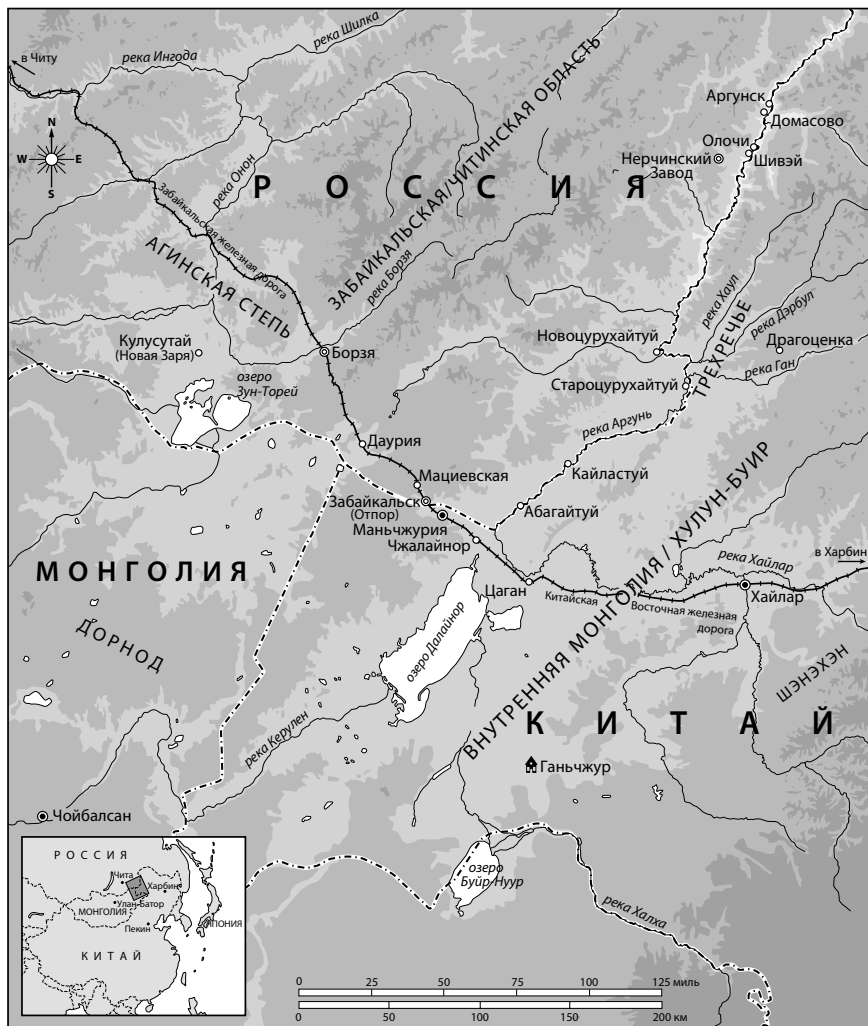 река Шилка
в Читу
река Ингода
Аргунск
Домасово
N
W
E
S
Олочи
Шивэй
Нерчинский
Завод
река Онон
РОССИЯ
ЗАБАЙКАЛЬСКАЯ/ЧИТИНСКАЯ ОБЛАСТЬ
Забайкальская железная дорога
АГИНСКАЯ СТЕПЬ
река Борзя
река Хаул
река Дэрбул
Кулусутай
(Новая Заря)
Борзя
Новоцурухайтуй
ТРЕХРЕЧЬЕ
Драгоценка
река Ган
озеро
Зун-Торей
Староцурухайтуй
река Аргунь
Даурия
Кайластуй
Мациевская
Забайкальск
(Отпор)
Абагайтуй
Маньчжурия
Чжалайнор
ВНУТРЕННЯЯ МОНГОЛИЯ / ХУЛУН-БУИР
река Хайлар
в Харбин
МОНГОЛИЯ
Цаган
Китайская
Восточная железная
дорога
Хайлар
ДОРНОД
озеро Далайнор
ШЭНЭХЭН
КИТАЙ
река Керулен
Ганьчжур
Чойбалсан
озеро
Буйр-Нуур
река Халха
РОССИЯ
Чита
Харбин
МОНГОЛИЯ
Улан-Батор
Пекин
ЯПОНИЯ
КИТАЙ
0 25 50 75 100 125 миль
0 50 100 150 200 км